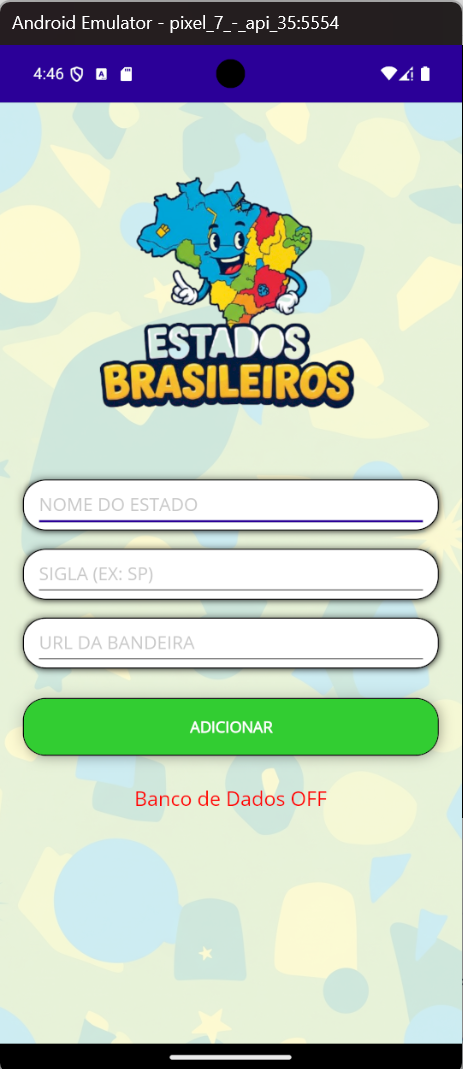 Android Emulator - pixel_7_-_api_35:5554
4:46
ESTADOS
BRASILEIROS
NOME DO ESTADO
SIGLA (EX: SP)
URL DA BANDEIRA
ADICIONAR
Banco de Dados OFF